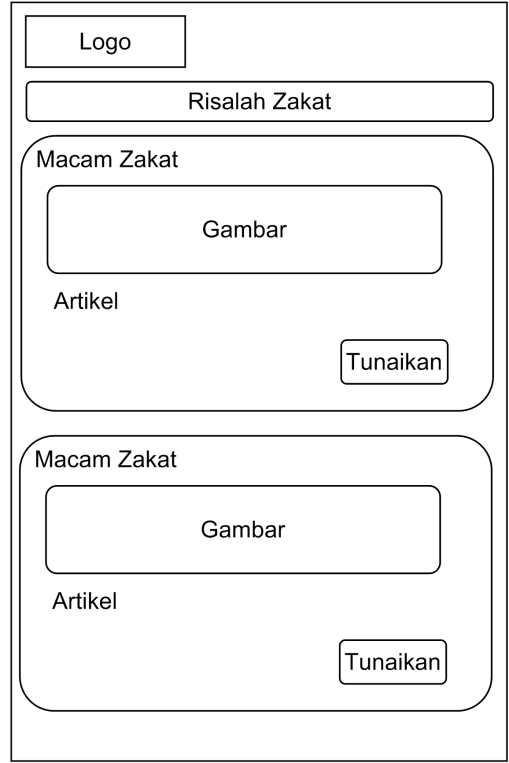 Logo
Risalah Zakat
Macam Zakat
Gambar
Artikel
Tunaikan
Macam Zakat
Gambar
Artikel
Tunaikan